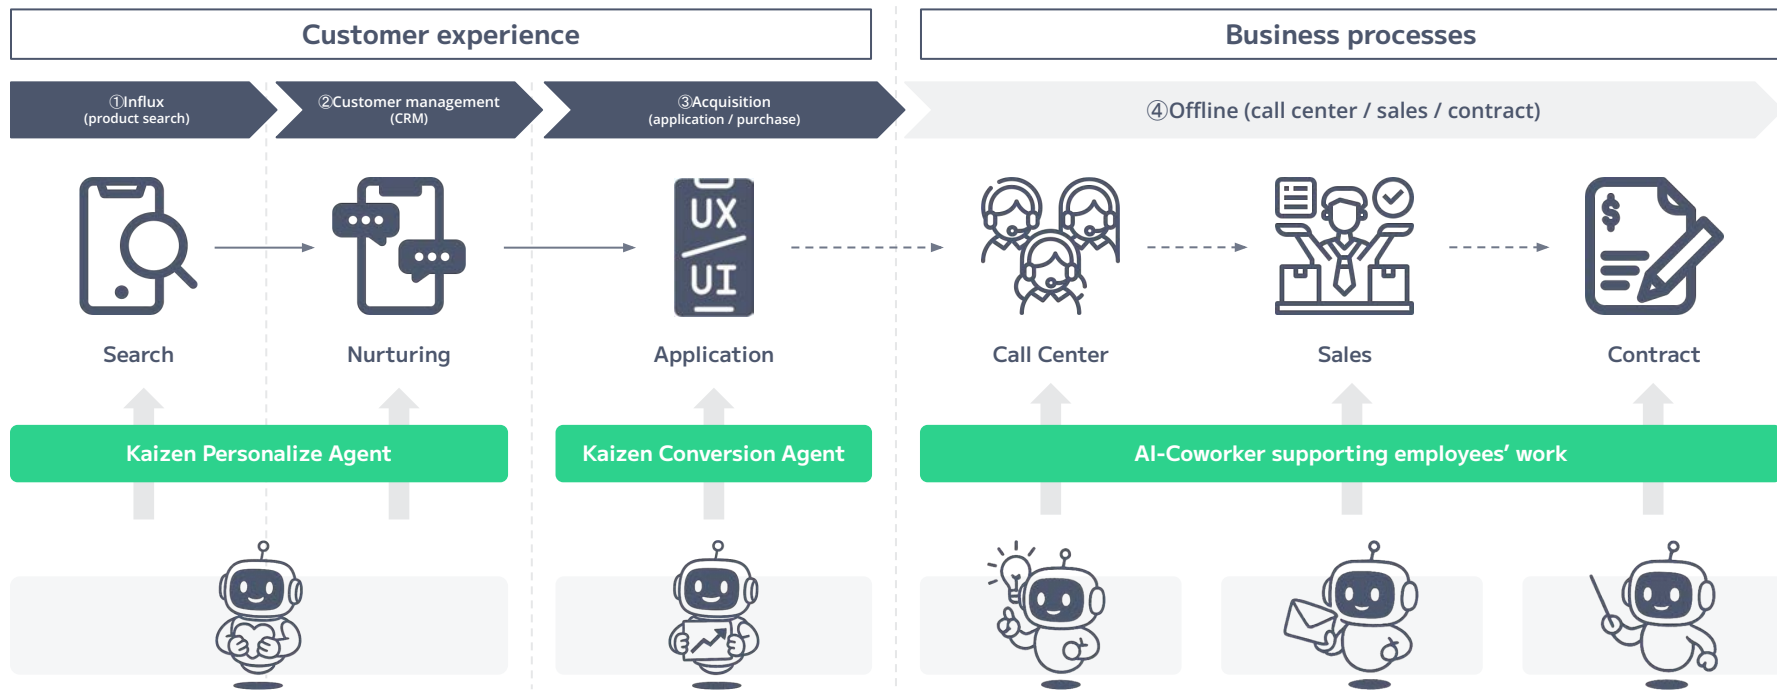 Customer experience
Business processes
①Influx
(product search)
②Customer management
(CRM)
③Acquisition
(application / purchase)
④Offline (call center / sales / contract)
UX
UI
$
Search
Nurturing
Application
Call Center
Sales
Contract
Kaizen Personalize Agent
Kaizen Conversion Agent
AI-Coworker supporting employees’ work